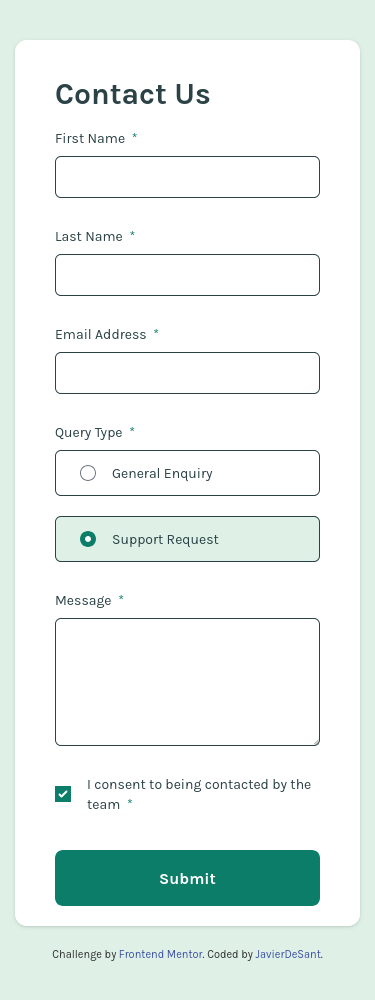 Contact Us
First Name *
Last Name *
Email Address *
Query Type *
General Enquiry
Support Request
Message *
I consent to being contacted by the
team *
Submit
Challenge by Frontend Mentor. Coded by JavierDeSant.